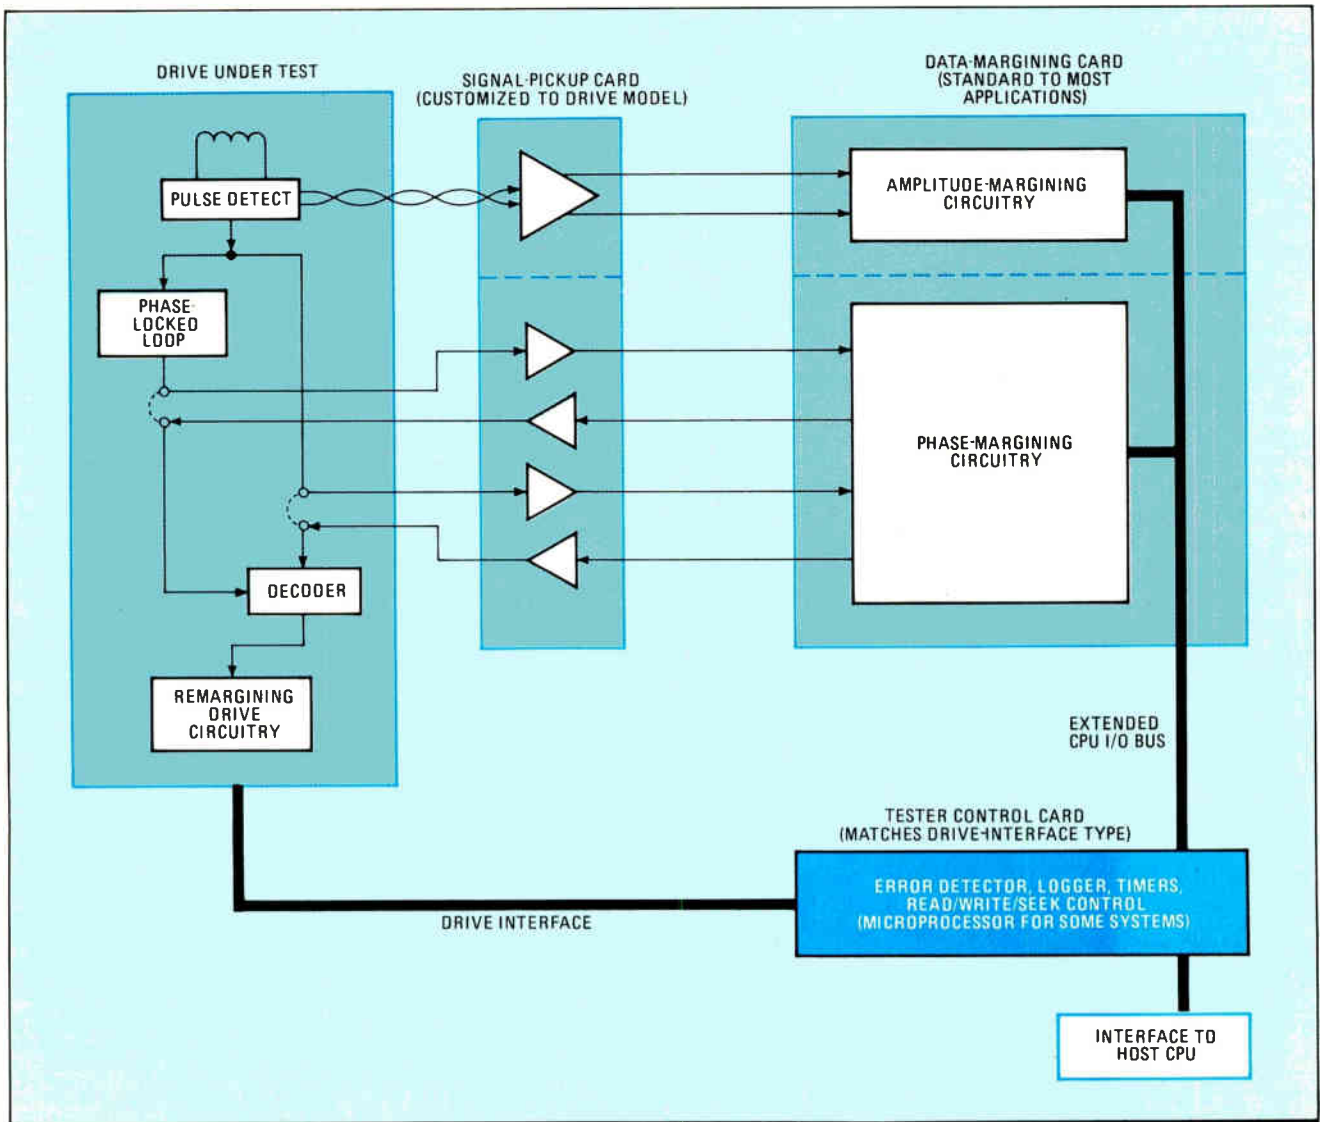 DRIVE UNDER TEST
SIGNAL-PICKUP CARD
(CUSTOMIZED TO DRIVE MODEL)
DATA-MARGINING CARD
(STANDARD TO MOST
APPLICATIONS)
PULSE DETECT
AMPLITUDE-MARGINING
CIRCUITRY
PHASE-
LOCKED
LOOP
PHASE-MARGINING
CIRCUITRY
DECODER
REMARGINING
DRIVE
CIRCUITRY
EXTENDED
CPU I/O BUS
TESTER CONTROL CARD
(MATCHES DRIVE-INTERFACE TYPE)
ERROR DETECTOR, LOGGER, TIMERS,
READ/WRITE/SEEK CONTROL
(MICROPROCESSOR FOR SOME SYSTEMS)
DRIVE INTERFACE
INTERFACE TO
HOST CPU